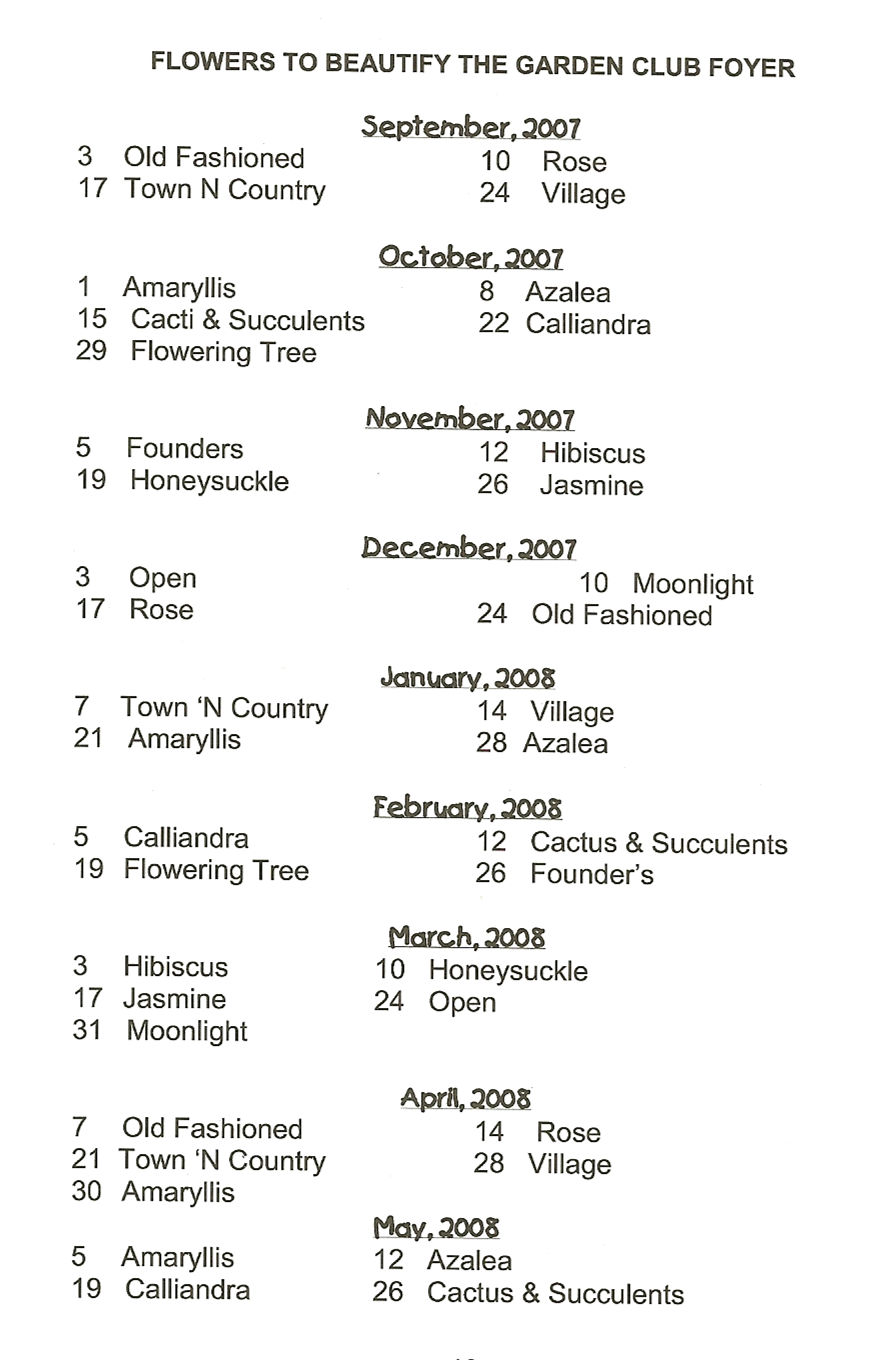 FLOWERS TO BEAUTIFY THE GARDEN CLUB FOYER
September, 2007
3 Old Fashioned 10 Rose
17 Town N Country 24 Village
October, 2007
1 Amaryllis 8 Azalea
15 Cacti & Succulents 22 Calliandra
29 Flowering Tree
November, 2007
5 Founders 12 Hibiscus
19 Honeysuckle 26 Jasmine
December, 2007
3 Open 10 Moonlight
17 Rose 24 Old Fashioned
January, 2008
7 Town ‘N Country 14 Village
21 Amaryllis 28 Azalea
February, 2008
5 Calliandra 12 Cactus & Succulents
19 Flowering Tree 26 Founder’s
March, 2008
3 Hibiscus 10 Honeysuckle
17 Jasmine 24 Open
31 Moonlight
April, 2008
7 Old Fashioned 14 Rose
21 Town ‘N Country 28 Village
30 Amaryllis
May, 2008
5 Amaryllis 12 Azalea
19 Calliandra 26 Cactus & Succulents